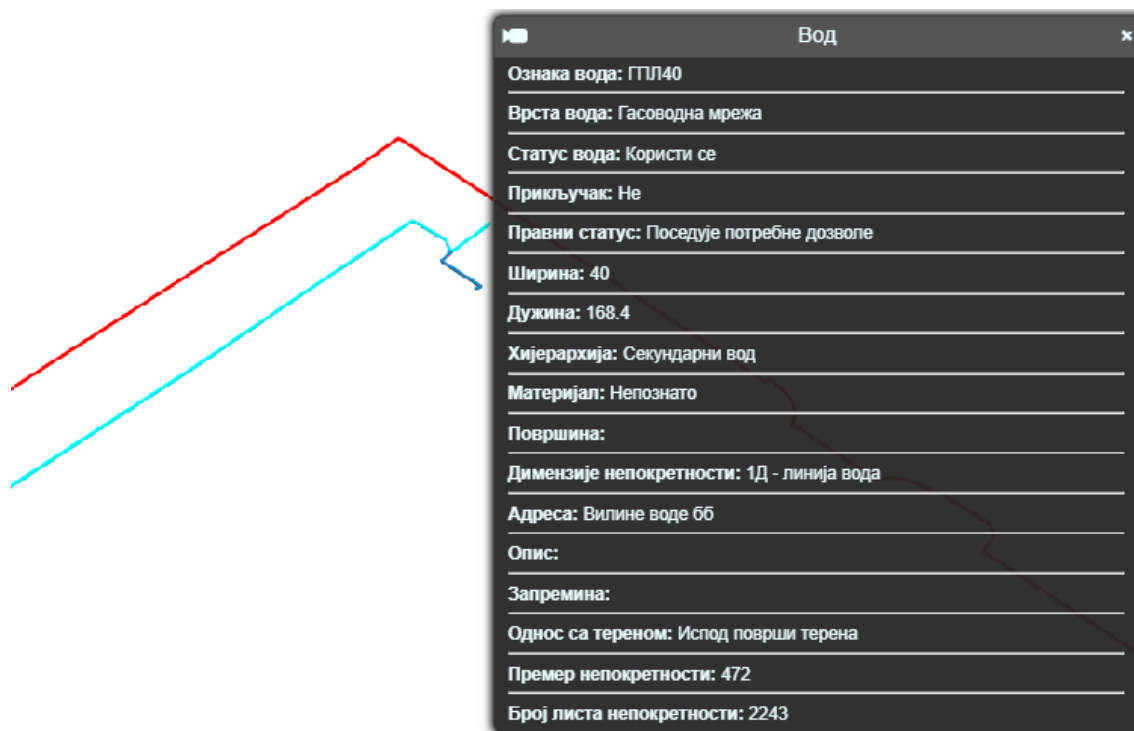 Вод
Ознака вода: ГПЛ40
Врста вода: Гасоводна мрежа
Статус вода: Користи се
Прикључак: Не
Правни статус: Поседује потребне дозволе
Ширина: 40
Дужина: 168.4
Хијерархија: Секундарни вод
Материјал: Непознато
Површина:
Димензије непокретности: 1Д - линија вода
Адреса: Вилине воде бб
Опис:
Запремина:
Однос са тереном: Испод површи терена
Премер непокретности: 472
Број листа непокретности: 2243